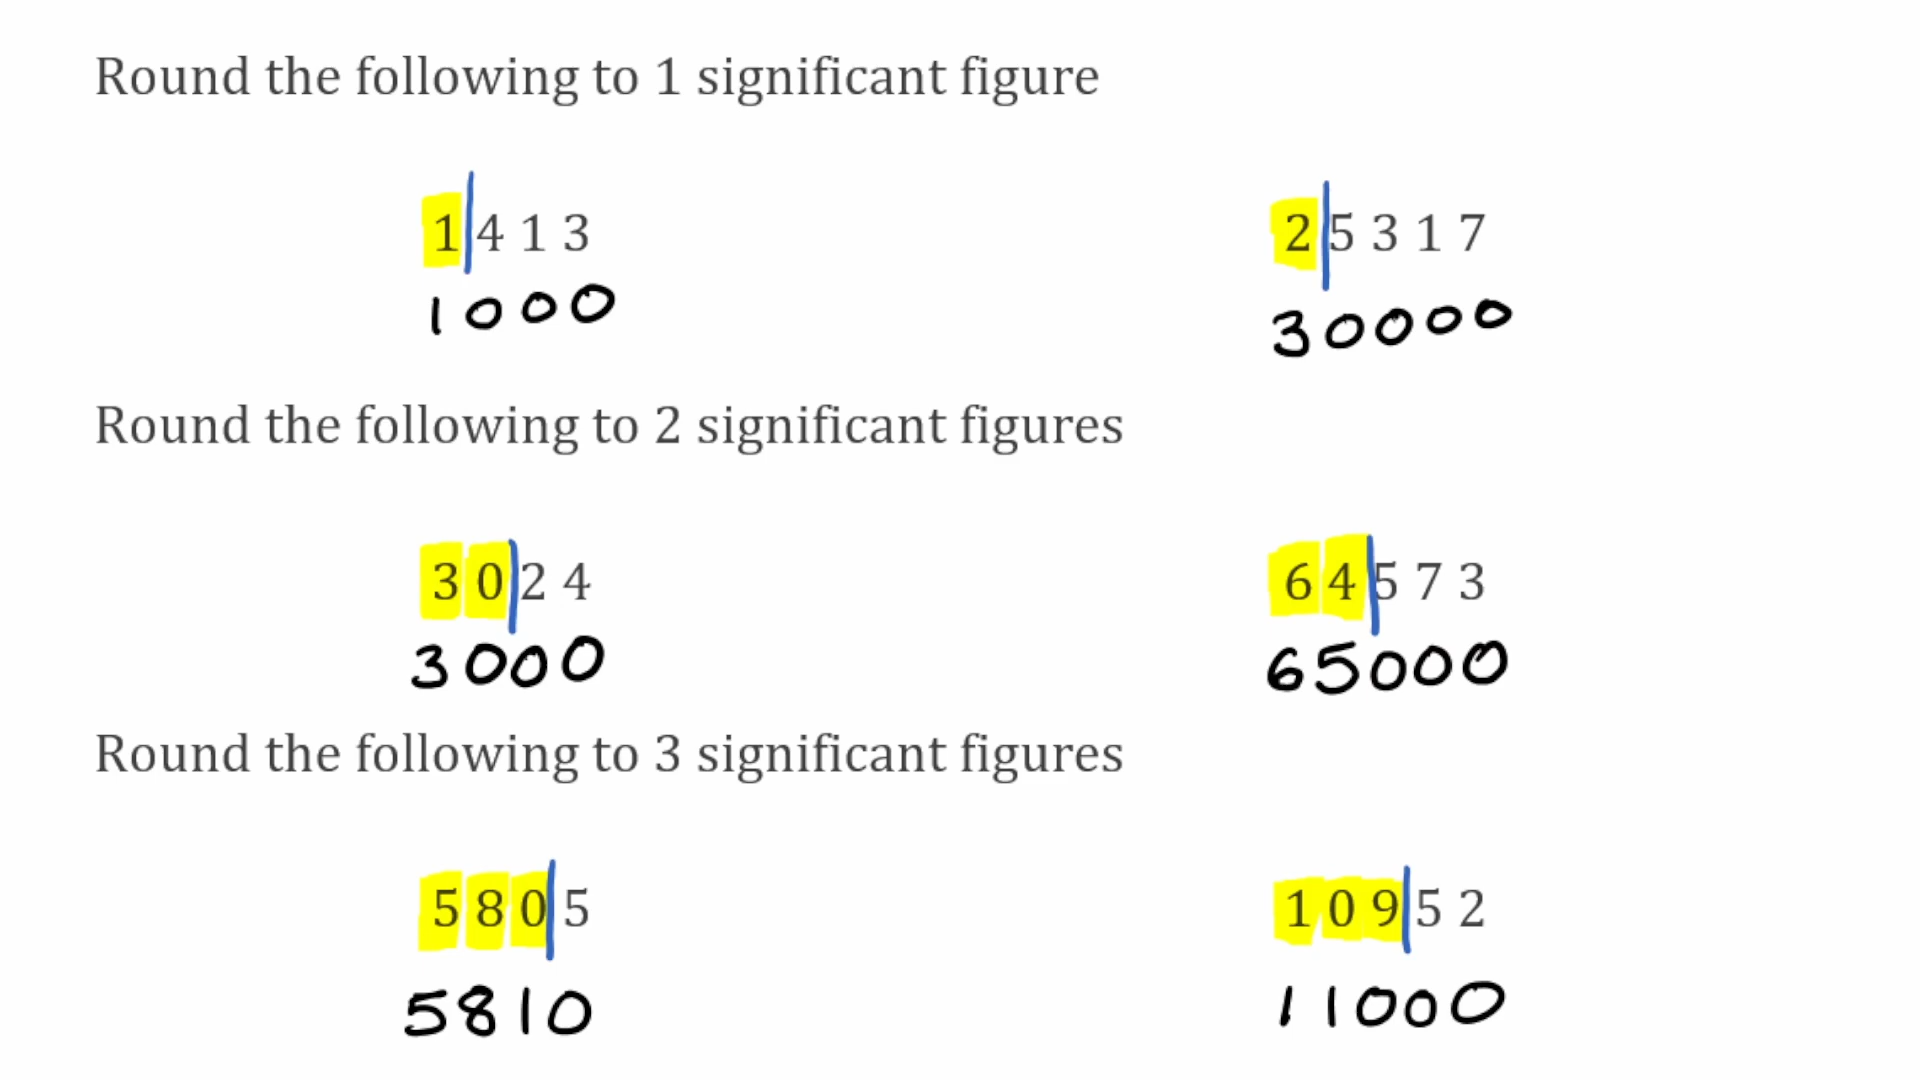 Round the following to 1 significant figure
1 4 1 3 2 5 3 1 7
1000 30000
Round the following to 2 significant figures
3 0 2 4 6 4 5 7 3
3000 65000
Round the following to 3 significant figures
5 8 0 5 1 0 9 5 2
5810 11000